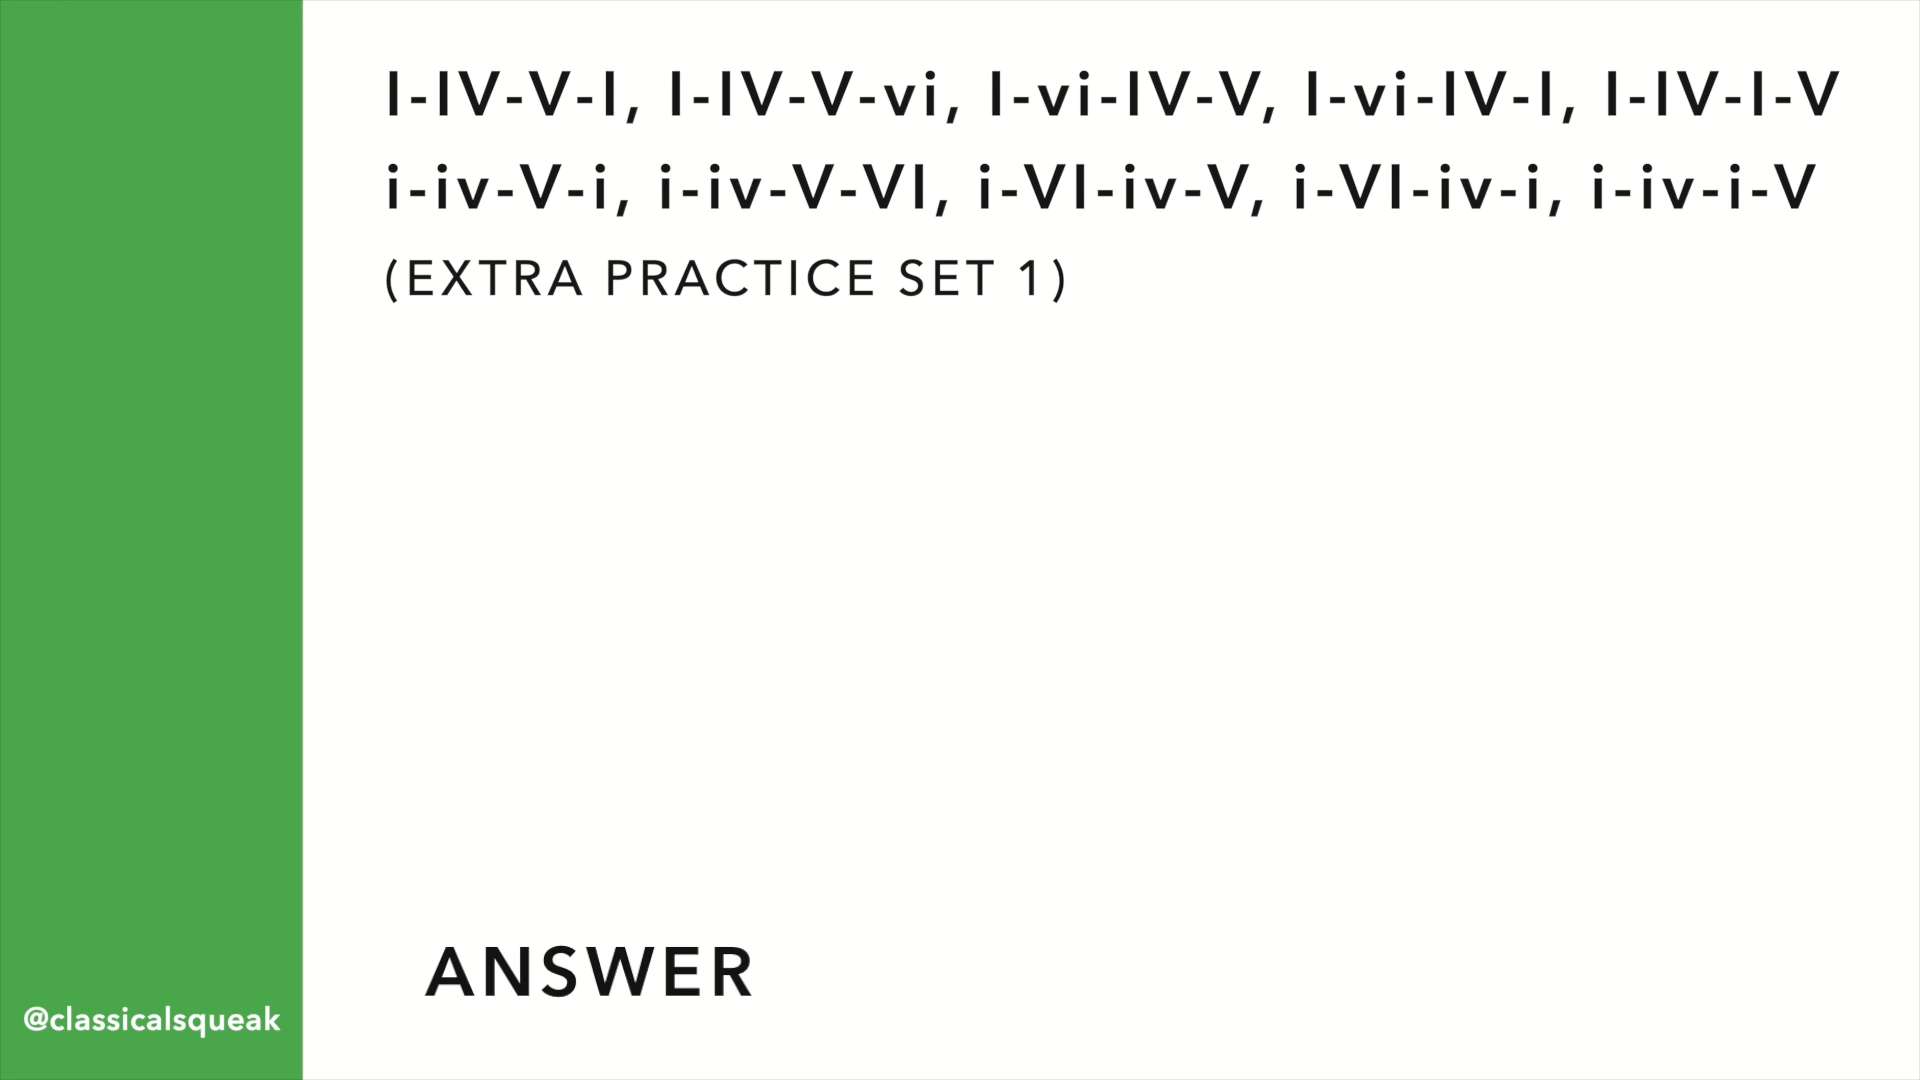 I-IV-V-I, I-IV-V-vi, I-vi-IV-V, I-vi-IV-I, I-IV-I-V
i-iv-V-i, i-iv-V-VI, i-VI-iv-V, i-VI-iv-i, i-iv-i-V
(EXTRA PRACTICE SET 1)
ANSWER
@classicalsqueak